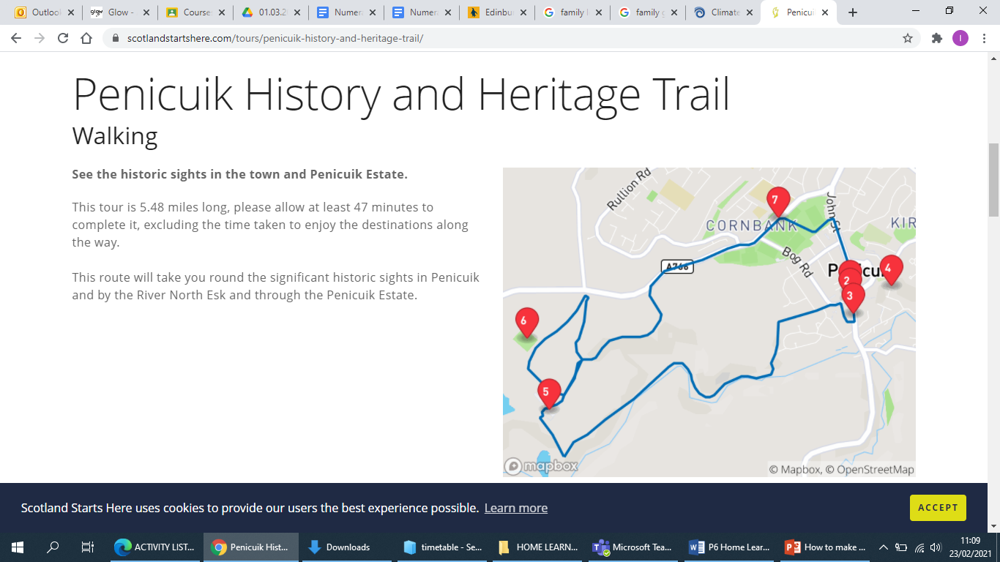 Outloo
Glow -
Course
01.03.2
Numer
Numer
Edinbu
family l
family g
Climate
Penicui
scotlandstartshere.com/tours/penicuik-history-and-heritage-trail/
I
Penicuik History and Heritage Trail
Walking
See the historic sights in the town and Penicuik Estate.
This tour is 5.48 miles long, please allow at least 47 minutes to
complete it, excluding the time taken to enjoy the destinations along
the way.
This route will take you round the significant historic sights in Penicuik
and by the River North Esk and through the Penicuik Estate.
Rullion Rd
7
John St
CORNBANK
KIR
A766
Bog Rd
P cui
4
2
3
6
5
mapbox
© Mapbox, © OpenStreetMap
Scotland Starts Here uses cookies to provide our users the best experience possible. Learn more
ACCEPT
ACTIVITY LIST...
Penicuik Hist...
Downloads
timetable - Se...
HOME LEARN...
Microsoft Tea...
P6 Home Lear...
How to make ...
11:09
23/02/2021